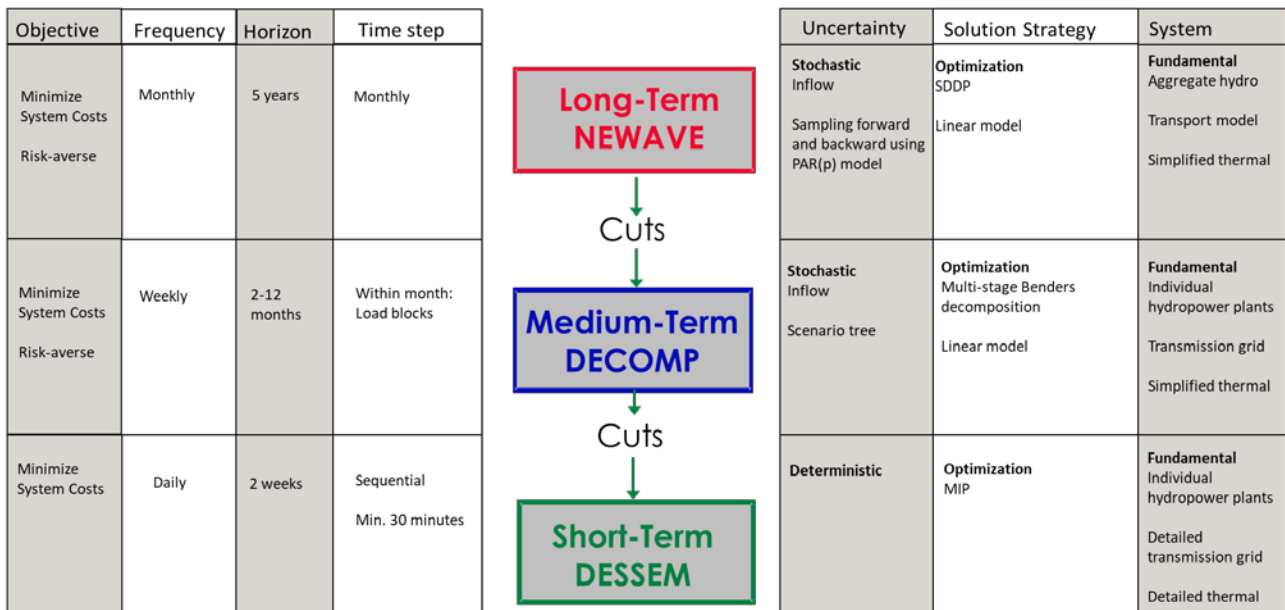 Objective
Frequency
Horizon
Time step
Minimize
System Costs
Risk-averse
Monthly
5 years
Monthly
Minimize
System Costs
Risk-averse
Weekly
2-12
months
Within month:
Load blocks
Minimize
System Costs
Daily
2 weeks
Sequential
Min. 30 minutes
Long-Term
NEWAVE
Cuts
Medium-Term
DECOMP
Cuts
Short-Term
DESSEM
Uncertainty
Solution Strategy
System
Stochastic
Inflow
Sampling forward
and backward using
PAR(p) model
Optimization
SDDP
Linear model
Fundamental
Aggregate hydro
Transport model
Simplified thermal
Stochastic
Inflow
Scenario tree
Optimization
Multi-stage Benders
decomposition
Linear model
Fundamental
Individual
hydropower plants
Transmission grid
Simplified thermal
Deterministic
Optimization
MIP
Fundamental
Individual
hydropower plants
Detailed
transmission grid
Detailed thermal